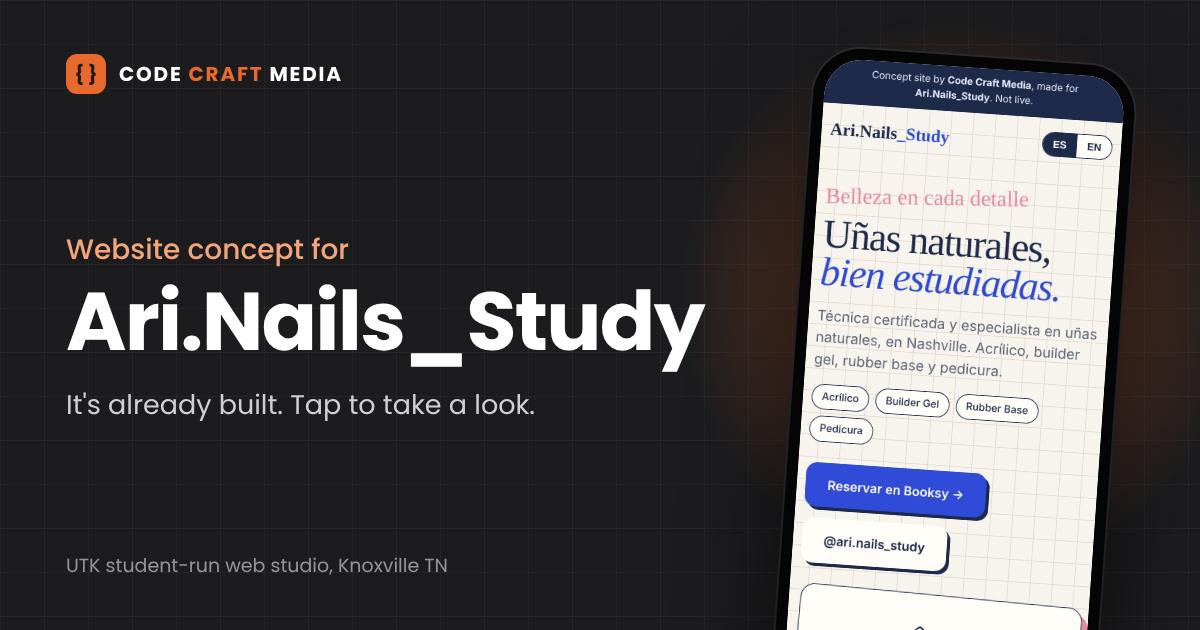 { }
CODE CRAFT MEDIA
Website concept for
Ari.Nails_Study
It's already built. Tap to take a look.
UTK student-run web studio, Knoxville TN
Concept site by Code Craft Media, made for
Ari.Nails_Study. Not live.
Ari.Nails_Study
ES EN
Belleza en cada detalle
Uñas naturales,
bien estudiadas.
Técnica certificada y especialista en uñas
naturales, en Nashville. Acrílico, builder
gel, rubber base y pedicura.
Acrílico Builder Gel Rubber Base
Pedicura
Reservar en Booksy →
@ari.nails_study